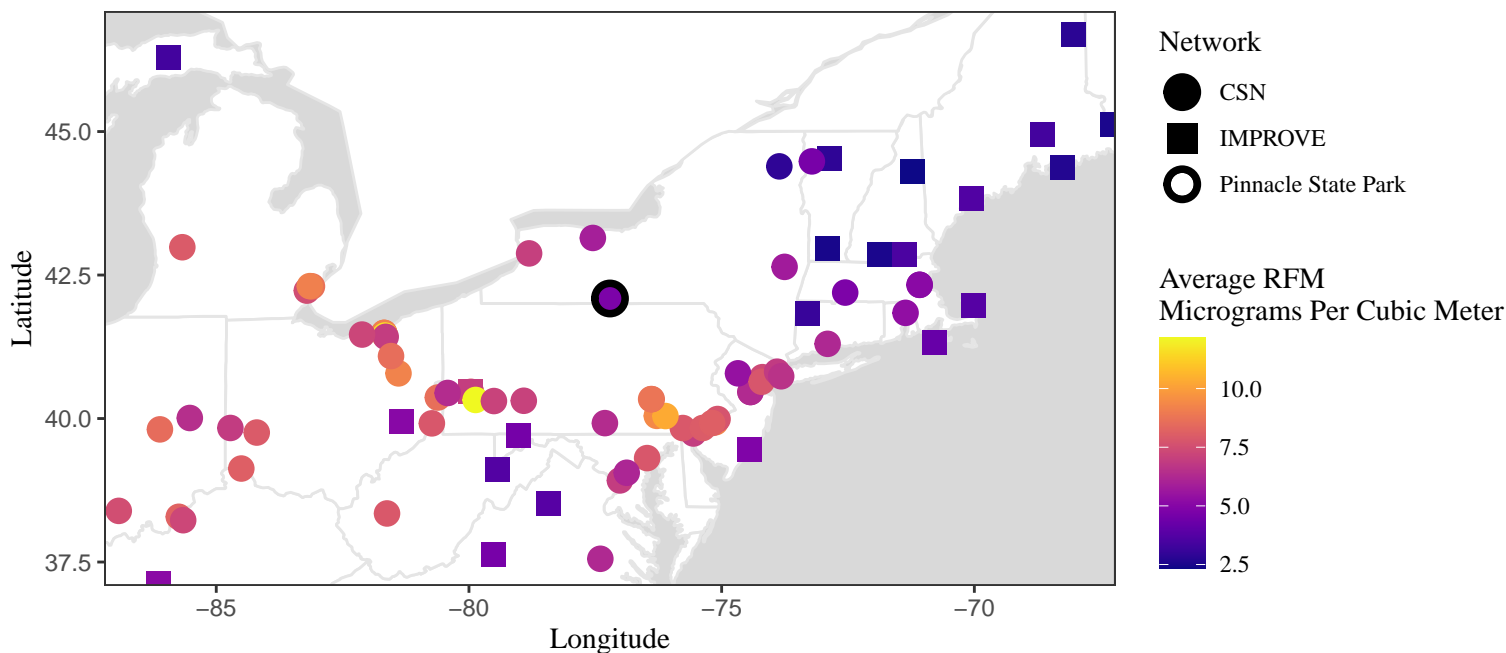 45.0
42.5
40.0
37.5
Latitude
−85
−80
−75
−70
Longitude
Network
CSN
IMPROVE
Pinnacle State Park
Average RFM
Micrograms Per Cubic Meter
10.0
7.5
5.0
2.5